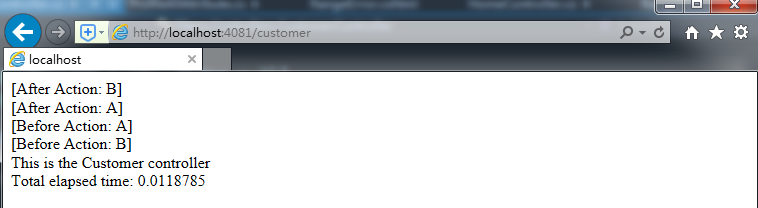 http://localhost:4081/customer
localhost
[After Action: B]
[After Action: A]
[Before Action: A]
[Before Action: B]
This is the Customer controller
Total elapsed time: 0.0118785